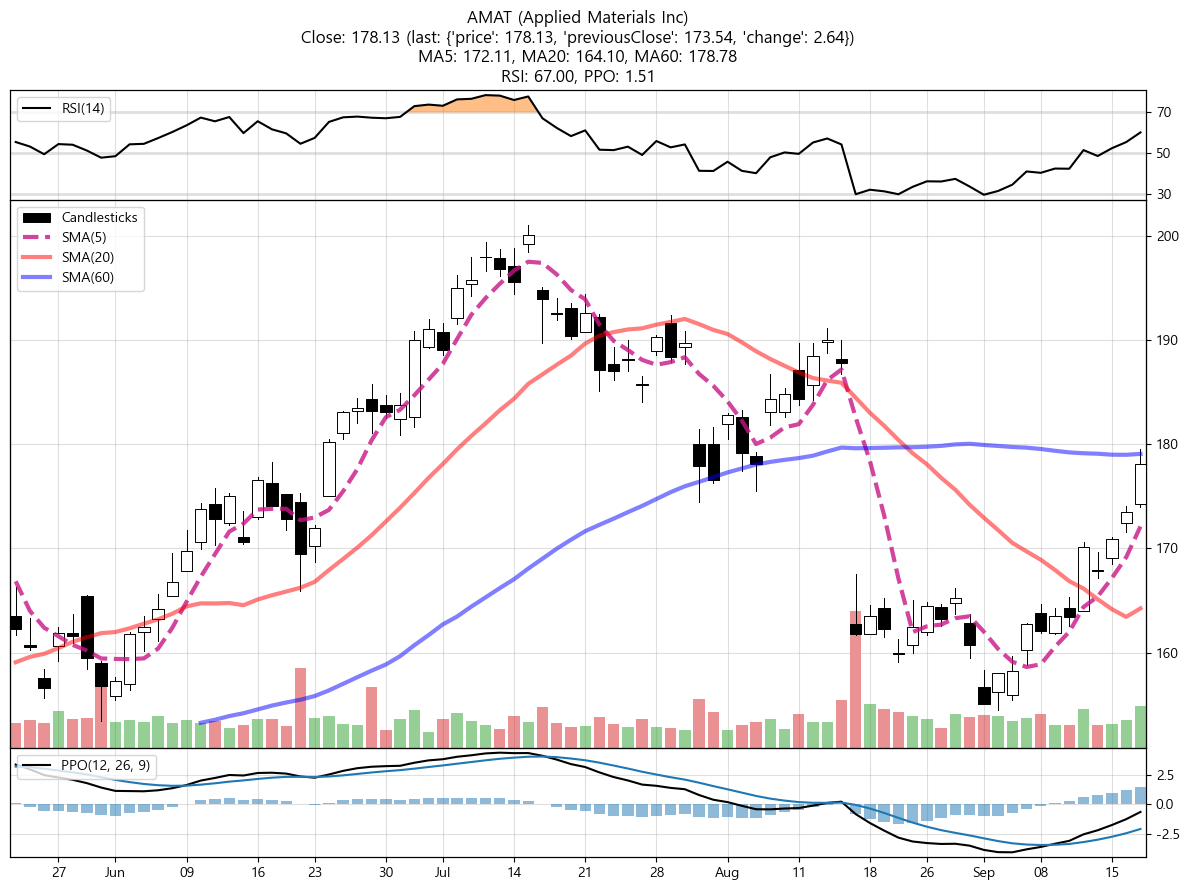 AMAT (Applied Materials Inc)
Close: 178.13 (last: {'price': 178.13, 'previousClose': 173.54, 'change': 2.64})
MA5: 172.11, MA20: 164.10, MA60: 178.78
RSI: 67.00, PPO: 1.51
RSI(14)
70
50
30
Candlesticks
SMA(5)
SMA(20)
SMA(60)
200
190
180
170
160
PPO(12, 26, 9)
2.5
0.0
-2.5
27 Jun 09 16 23 30 Jul 14 21 28 Aug 11 18 26 Sep 08 15